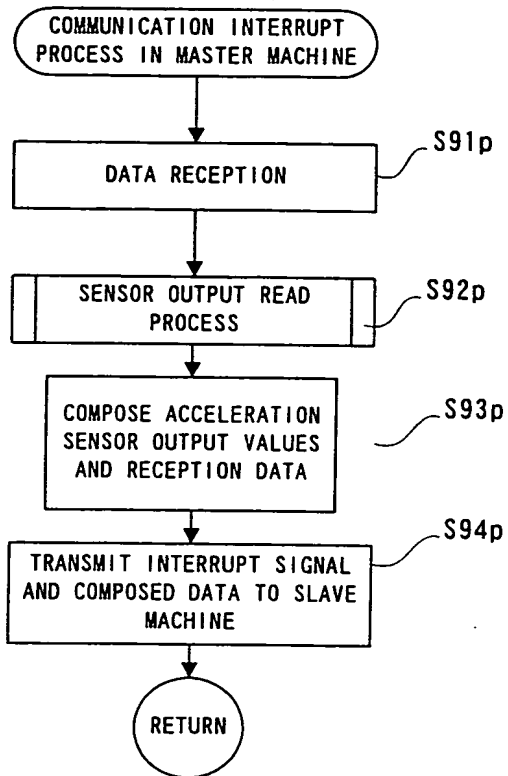 COMMUNICATION INTERRUPT
PROCESS IN MASTER MACHINE
S91p
DATA RECEPTION
S92p
SENSOR OUTPUT READ
PROCESS
S93p
COMPOSE ACCELERATION
SENSOR OUTPUT VALUES
AND RECEPTION DATA
S94p
TRANSMIT INTERRUPT SIGNAL
AND COMPOSED DATA TO SLAVE
MACHINE
RETURN